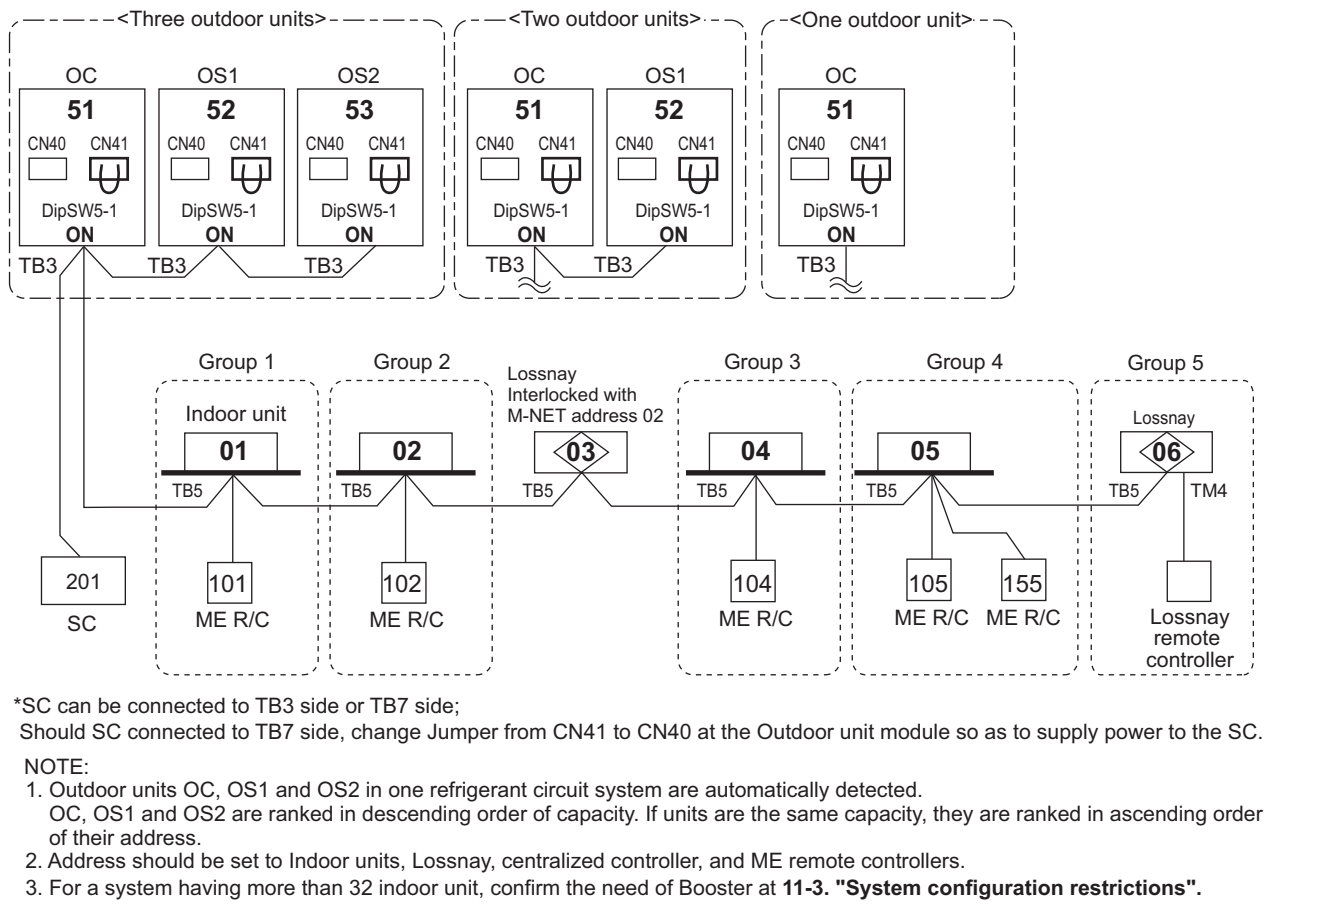 <Three outdoor units>
<Two outdoor units>
<One outdoor unit>
OC OS1 OS2 OC OS1 OC
51 52 53 51 52 51
CN40 CN41 CN40 CN41 CN40 CN41 CN40 CN41 CN40 CN41 CN40 CN41
DipSW5-1 DipSW5-1 DipSW5-1 DipSW5-1 DipSW5-1 DipSW5-1
ON ON ON ON ON ON
TB3 TB3 TB3 TB3 TB3 TB3
Group 1
Indoor unit
01
TB5
101
ME R/C
Group 2
02
TB5
102
ME R/C
Lossnay
Interlocked with
M-NET address 02
03
TB5
Group 3
04
TB5
104
ME R/C
Group 4
05
TB5
105 155
ME R/C ME R/C
Group 5
Lossnay
06
TB5 TM4
Lossnay
remote
controller
201
SC
*SC can be connected to TB3 side or TB7 side;
Should SC connected to TB7 side, change Jumper from CN41 to CN40 at the Outdoor unit module so as to supply power to the SC.
NOTE:
1. Outdoor units OC, OS1 and OS2 in one refrigerant circuit system are automatically detected.
OC, OS1 and OS2 are ranked in descending order of capacity. If units are the same capacity, they are ranked in ascending order
of their address.
2. Address should be set to Indoor units, Lossnay, centralized controller, and ME remote controllers.
3. For a system having more than 32 indoor unit, confirm the need of Booster at 11-3. "System configuration restrictions".